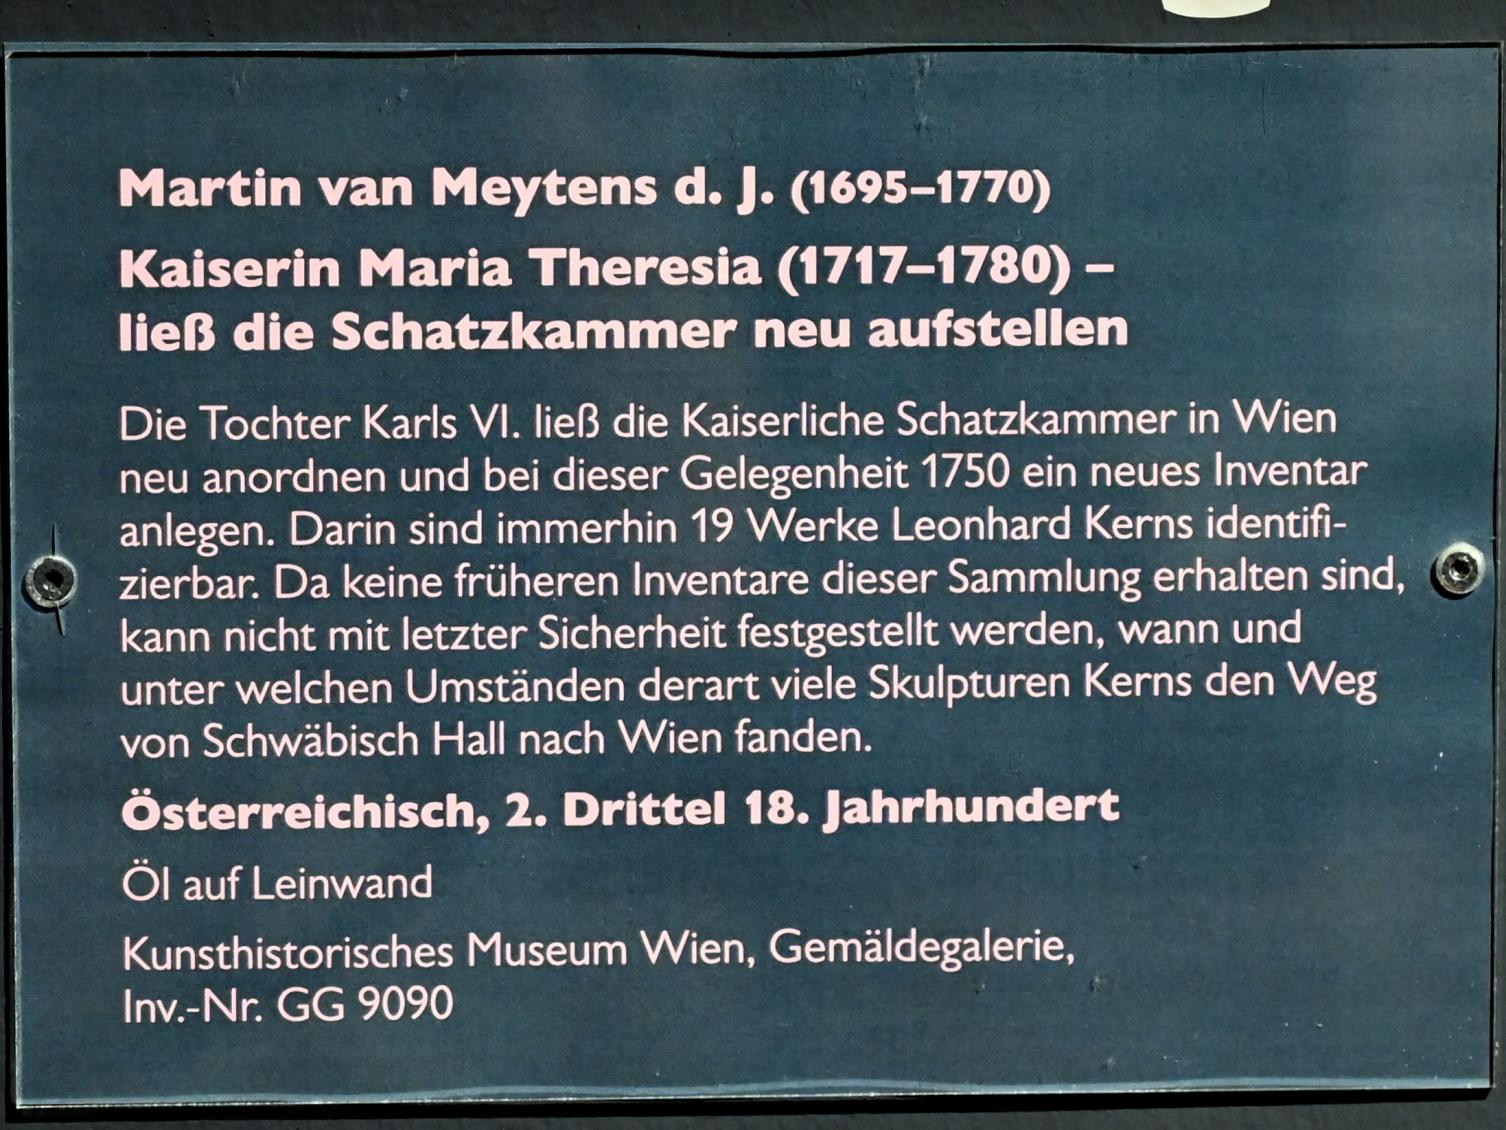 Martin van Meytens d. J. (1695–1770)
Kaiserin Maria Theresia (1717–1780) –
ließ die Schatzkammer neu aufstellen
Die Tochter Karls VI. ließ die Kaiserliche Schatzkammer in Wien
neu anordnen und bei dieser Gelegenheit 1750 ein neues Inventar
anlegen. Darin sind immerhin 19 Werke Leonhard Kerns identifi-
zierbar. Da keine früheren Inventare dieser Sammlung erhalten sind,
kann nicht mit letzter Sicherheit festgestellt werden, wann und
unter welchen Umständen derart viele Skulpturen Kerns den Weg
von Schwäbisch Hall nach Wien fanden.
Österreichisch, 2. Drittel 18. Jahrhundert
Öl auf Leinwand
Kunsthistorisches Museum Wien, Gemäldegalerie,
Inv.-Nr. GG 9090